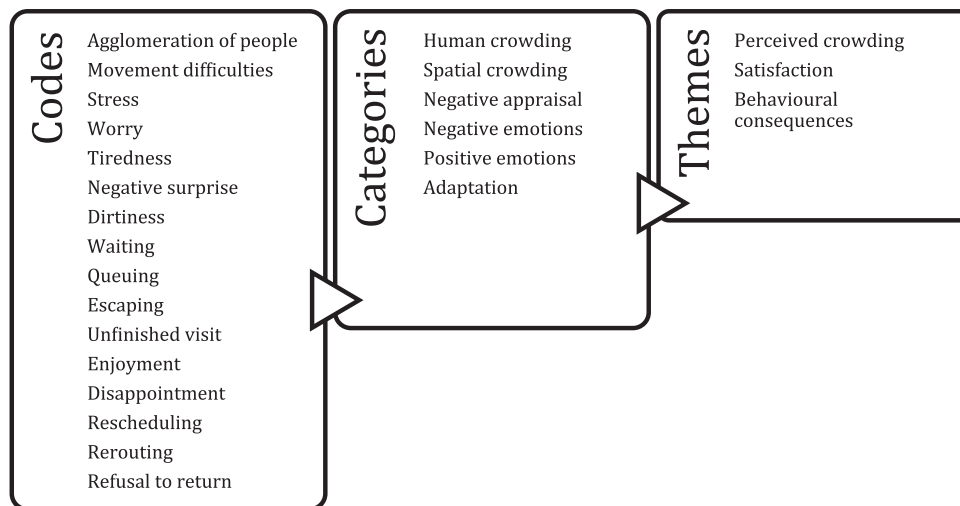 Codes
Agglomeration of people
Movement difficulties
Stress
Worry
Tiredness
Negative surprise
Dirtiness
Waiting
Queuing
Escaping
Unfinished visit
Enjoyment
Disappointment
Rescheduling
Rerouting
Refusal to return
Categories
Human crowding
Spatial crowding
Negative appraisal
Negative emotions
Positive emotions
Adaptation
Themes
Perceived crowding
Satisfaction
Behavioural
consequences